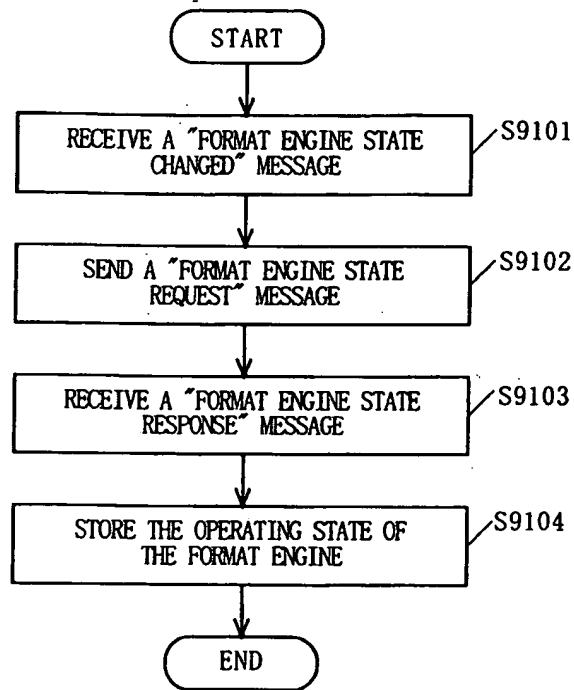 START
RECEIVE A "FORMAT ENGINE STATE
CHANGED" MESSAGE
S9101
SEND A "FORMAT ENGINE STATE
REQUEST" MESSAGE
S9102
RECEIVE A "FORMAT ENGINE STATE
RESPONSE" MESSAGE
S9103
STORE THE OPERATING STATE OF
THE FORMAT ENGINE
S9104
END